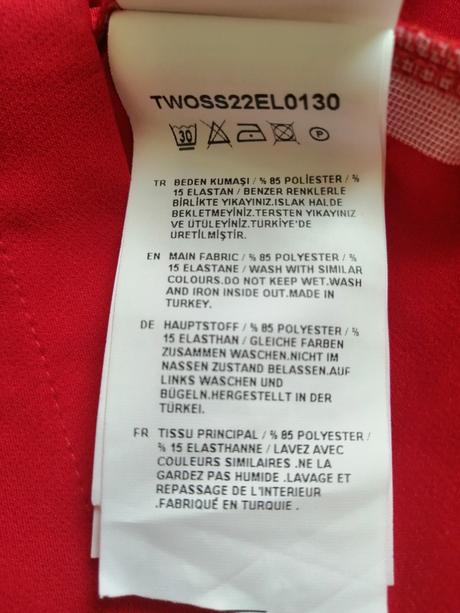 TWOSS22EL0130
30
P
TR BEDEN KUMAŞI / % 85 POLİESTER / %
15 ELASTAN / BENZER RENKLERLE
BİRLİKTE YIKAYINIZ.ISLAK HALDE
BEKLETMEYİNİZ.TERSTEN YIKAYINIZ
VE ÜTÜLEYİNİZ.TÜRKİYE'DE
ÜRETİLMİŞTİR.
EN MAIN FABRIC / % 85 POLYESTER / %
15 ELASTANE / WASH WITH SIMILAR
COLOURS.DO NOT KEEP WET.WASH
AND IRON INSIDE OUT.MADE IN
TURKEY.
DE HAUPTSTOFF / % 85 POLYESTER / %
15 ELASTHAN / GLEICHE FARBEN
ZUSAMMEN WASCHEN.NICHT IM
NASSEN ZUSTAND BELASSEN.AUF
LINKS WASCHEN UND
BÜGELN.HERGESTELLT IN DER
TÜRKEI.
FR TISSU PRINCIPAL / % 85 POLYESTER /
% 15 ELASTHANNE / LAVEZ AVEC
COULEURS SIMILAIRES .NE LA
GARDEZ PAS HUMIDE .LAVAGE ET
REPASSAGE DE L'INTERIEUR
.FABRIQUÉ EN TURQUIE .